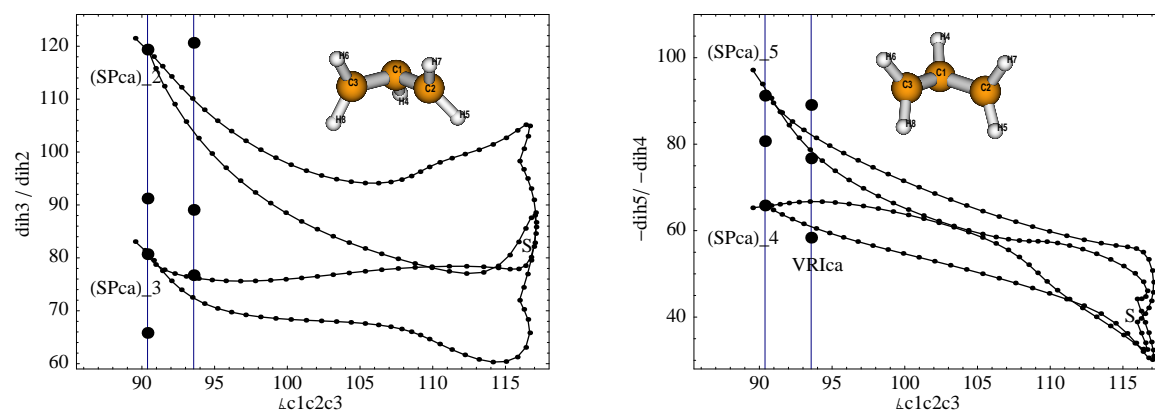 120
110
100
90
80
70
60
dih3 / dih2
(SPca)_2
(SPca)_3
S
H6
C3
H8
C1
H4
H7
C2
H5
90
95
100
105
110
115
∠c1c2c3
100
80
60
40
−dih5/ −dih4
(SPca)_5
(SPca)_4
VRIca
S
H4
H6
C3
C1
H7
C2
H8
H5
90
95
100
105
110
115
∠c1c2c3